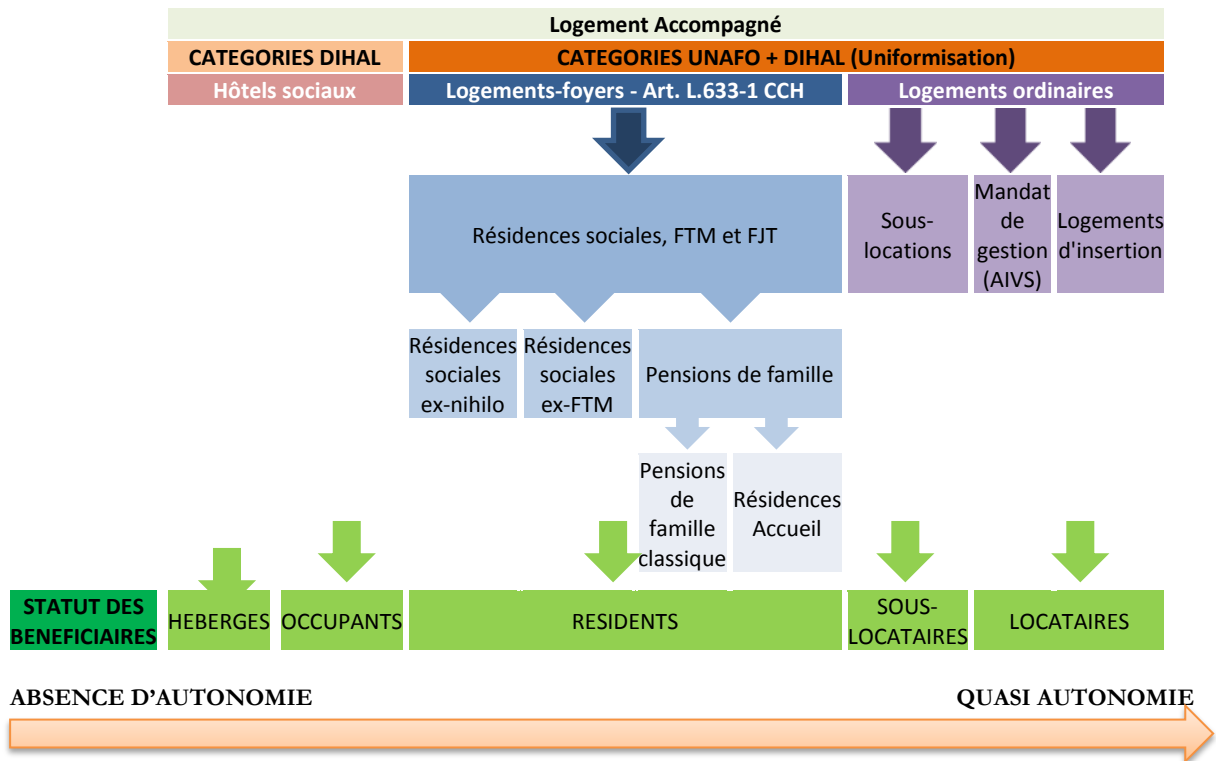 Logement Accompagné
CATEGORIES DIHAL
CATEGORIES UNAFO + DIHAL (Uniformisation)
Hôtels sociaux
Logements-foyers - Art. L.633-1 CCH
Logements ordinaires
Résidences sociales, FTM et FJT
Sous-
locations
Mandat
de
gestion
(AIVS)
Logements
d'insertion
Résidences
sociales
ex-nihilo
Résidences
sociales
ex-FTM
Pensions de famille
Pensions
de
famille
classique
Résidences
Accueil
STATUT DES
BENEFICIAIRES
HEBERGES
OCCUPANTS
RESIDENTS
SOUS-
LOCATAIRES
LOCATAIRES
ABSENCE D'AUTONOMIE
QUASI AUTONOMIE